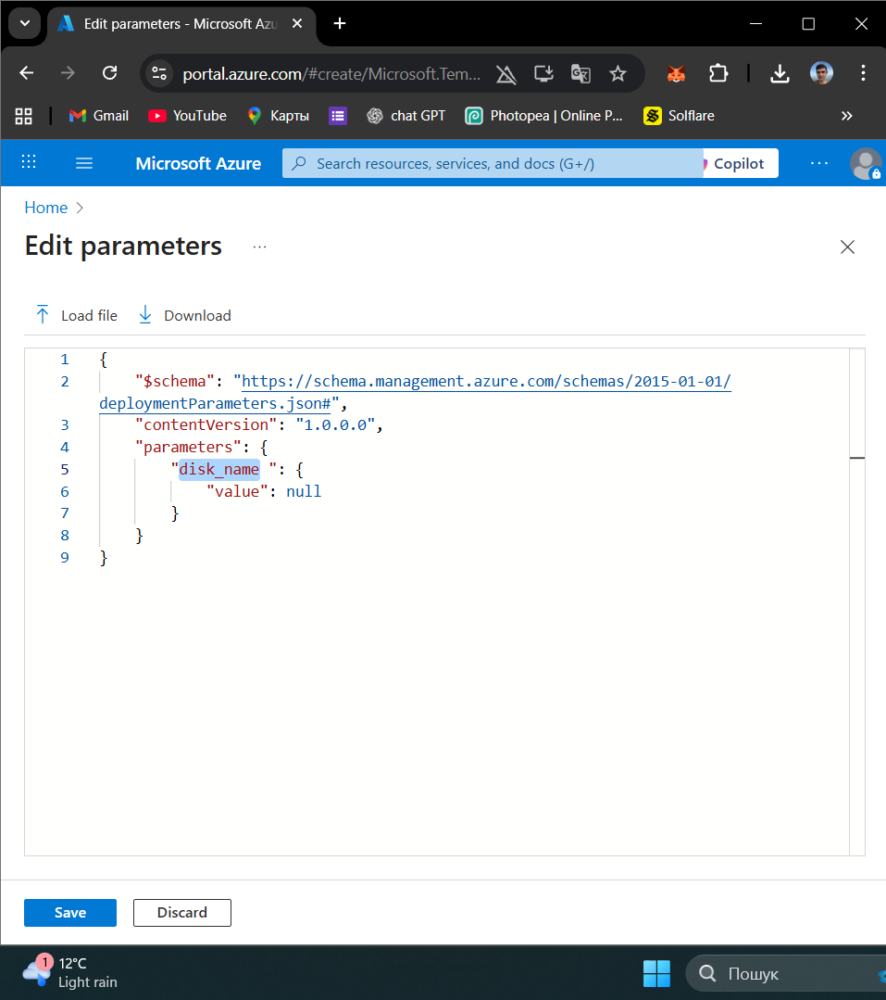 Edit parameters - Microsoft Azu
portal.azure.com/#create/Microsoft.Tem...
Gmail YouTube Карты chat GPT Photopea | Online P... Solflare
Microsoft Azure Search resources, services, and docs (G+/) Copilot ...
Home
Edit parameters ...
Load file Download
1 {
2 "$schema": "https://schema.management.azure.com/schemas/2015-01-01/
deploymentParameters.json#",
3 "contentVersion": "1.0.0.0",
4 "parameters": {
5 "disk_name ": {
6 "value": null
7 }
8 }
9 }
Save Discard
1 12°C
Light rain
Пошук